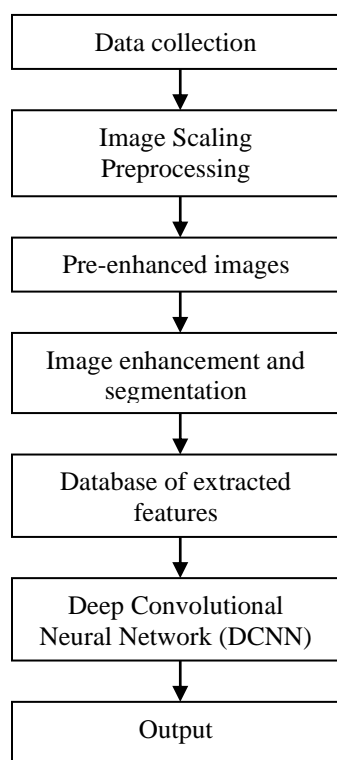 Data collection
Image Scaling
Preprocessing
Pre-enhanced images
Image enhancement and
segmentation
Database of extracted
features
Deep Convolutional
Neural Network (DCNN)
Output